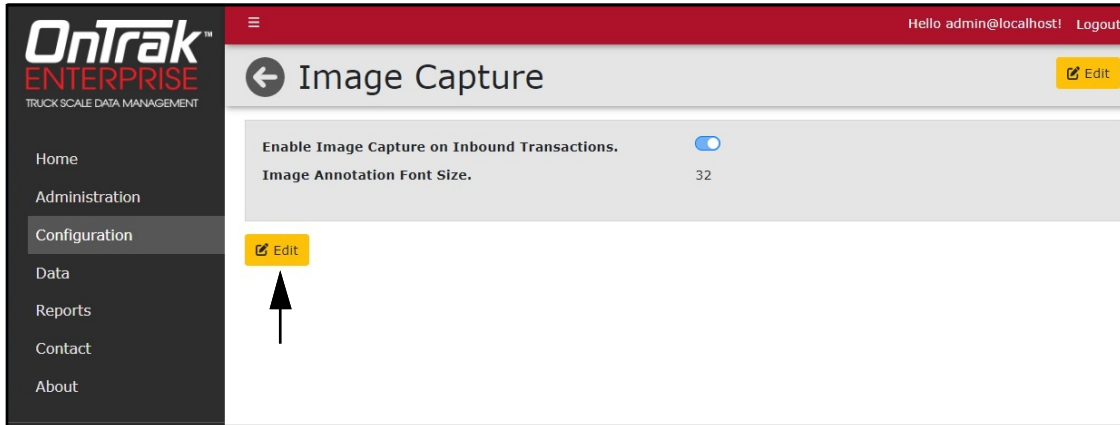 OnTrak™
ENTERPRISE
TRUCK SCALE DATA MANAGEMENT
☰ Hello admin@localhost! Logout
Image Capture Edit
Home
Administration
Configuration
Data
Reports
Contact
About
Enable Image Capture on Inbound Transactions.
Image Annotation Font Size. 32
Edit